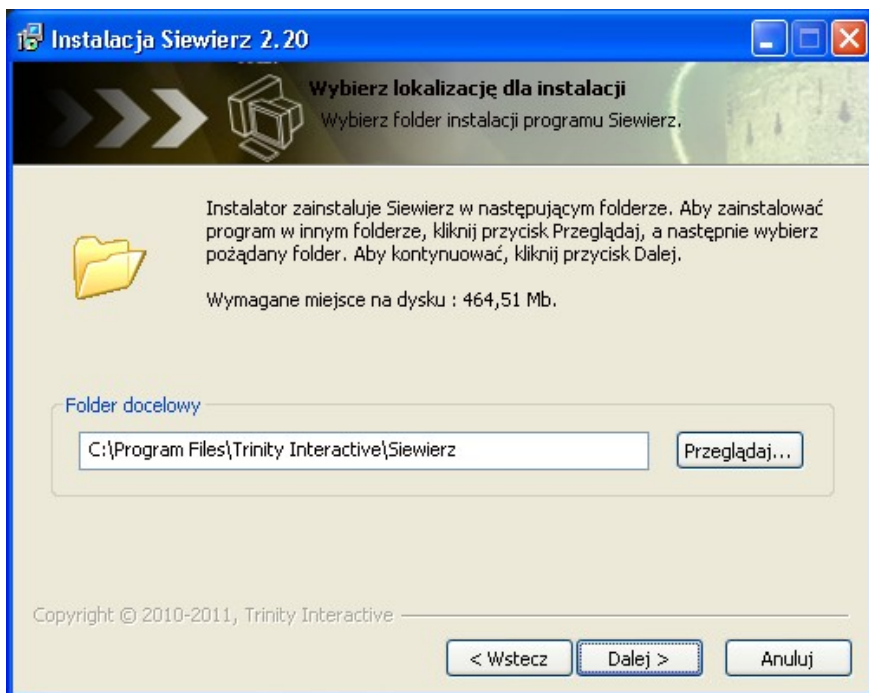 Instalacja Siewierz 2.20
Wybierz lokalizację dla instalacji
Wybierz folder instalacji programu Siewierz.
Instalator zainstaluje Siewierz w następującym folderze. Aby zainstalować
program w innym folderze, kliknij przycisk Przeglądaj, a następnie wybierz
pożądany folder. Aby kontynuować, kliknij przycisk Dalej.
Wymagane miejsce na dysku : 464,51 Mb.
Folder docelowy
C:\Program Files\Trinity Interactive\Siewierz
Przeglądaj...
Copyright © 2010-2011, Trinity Interactive
< Wstecz
Dalej >
Anuluj